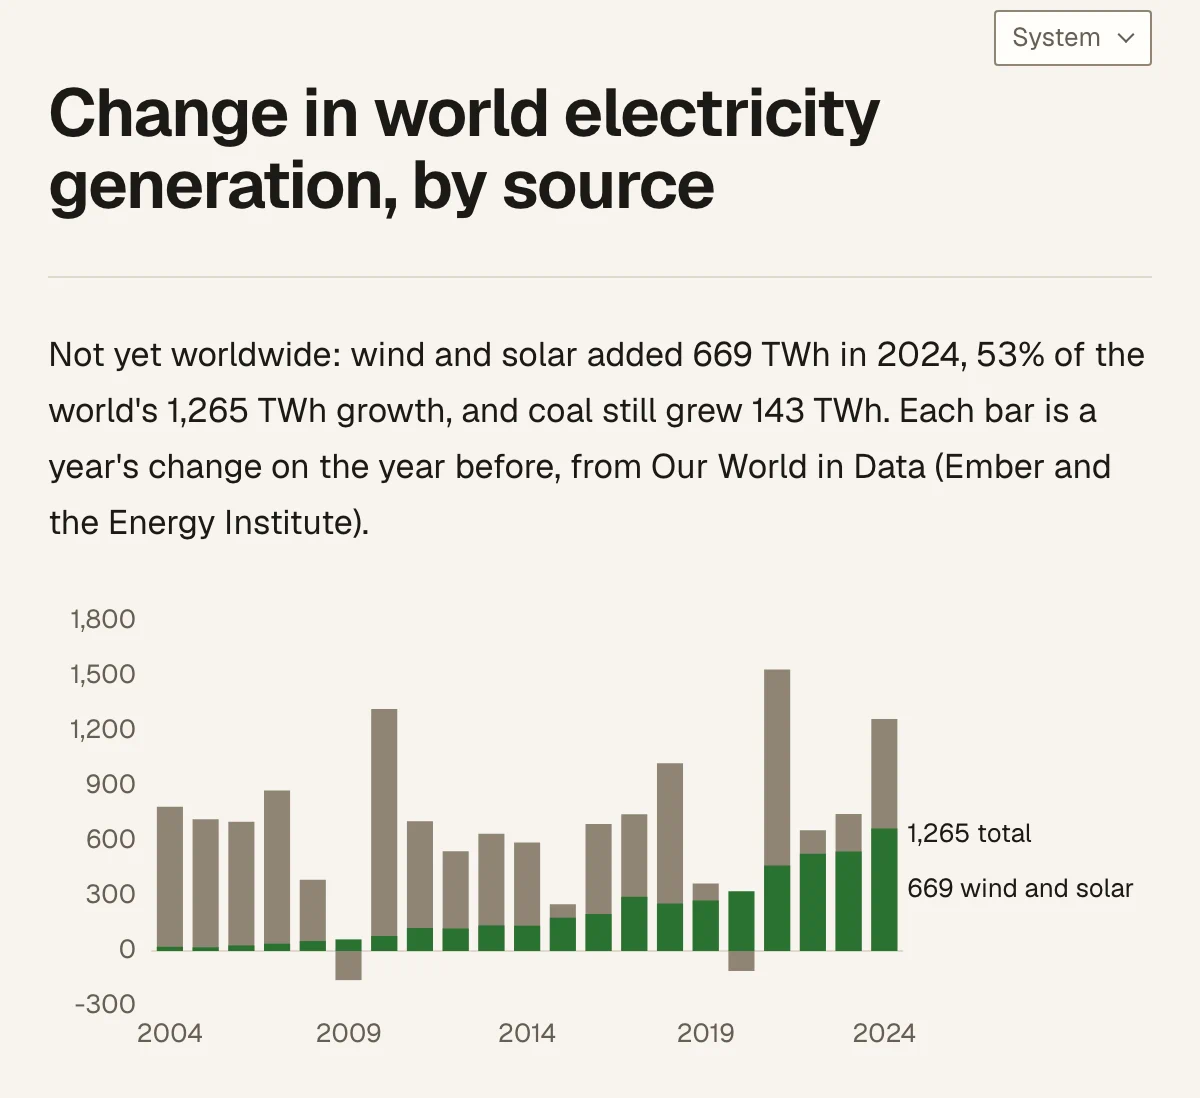 System
Change in world electricity
generation, by source
Not yet worldwide: wind and solar added 669 TWh in 2024, 53% of the
world's 1,265 TWh growth, and coal still grew 143 TWh. Each bar is a
year's change on the year before, from Our World in Data (Ember and
the Energy Institute).
1,800
1,500
1,200
900
600
300
0
-300
1,265 total
669 wind and solar
2004 2009 2014 2019 2024